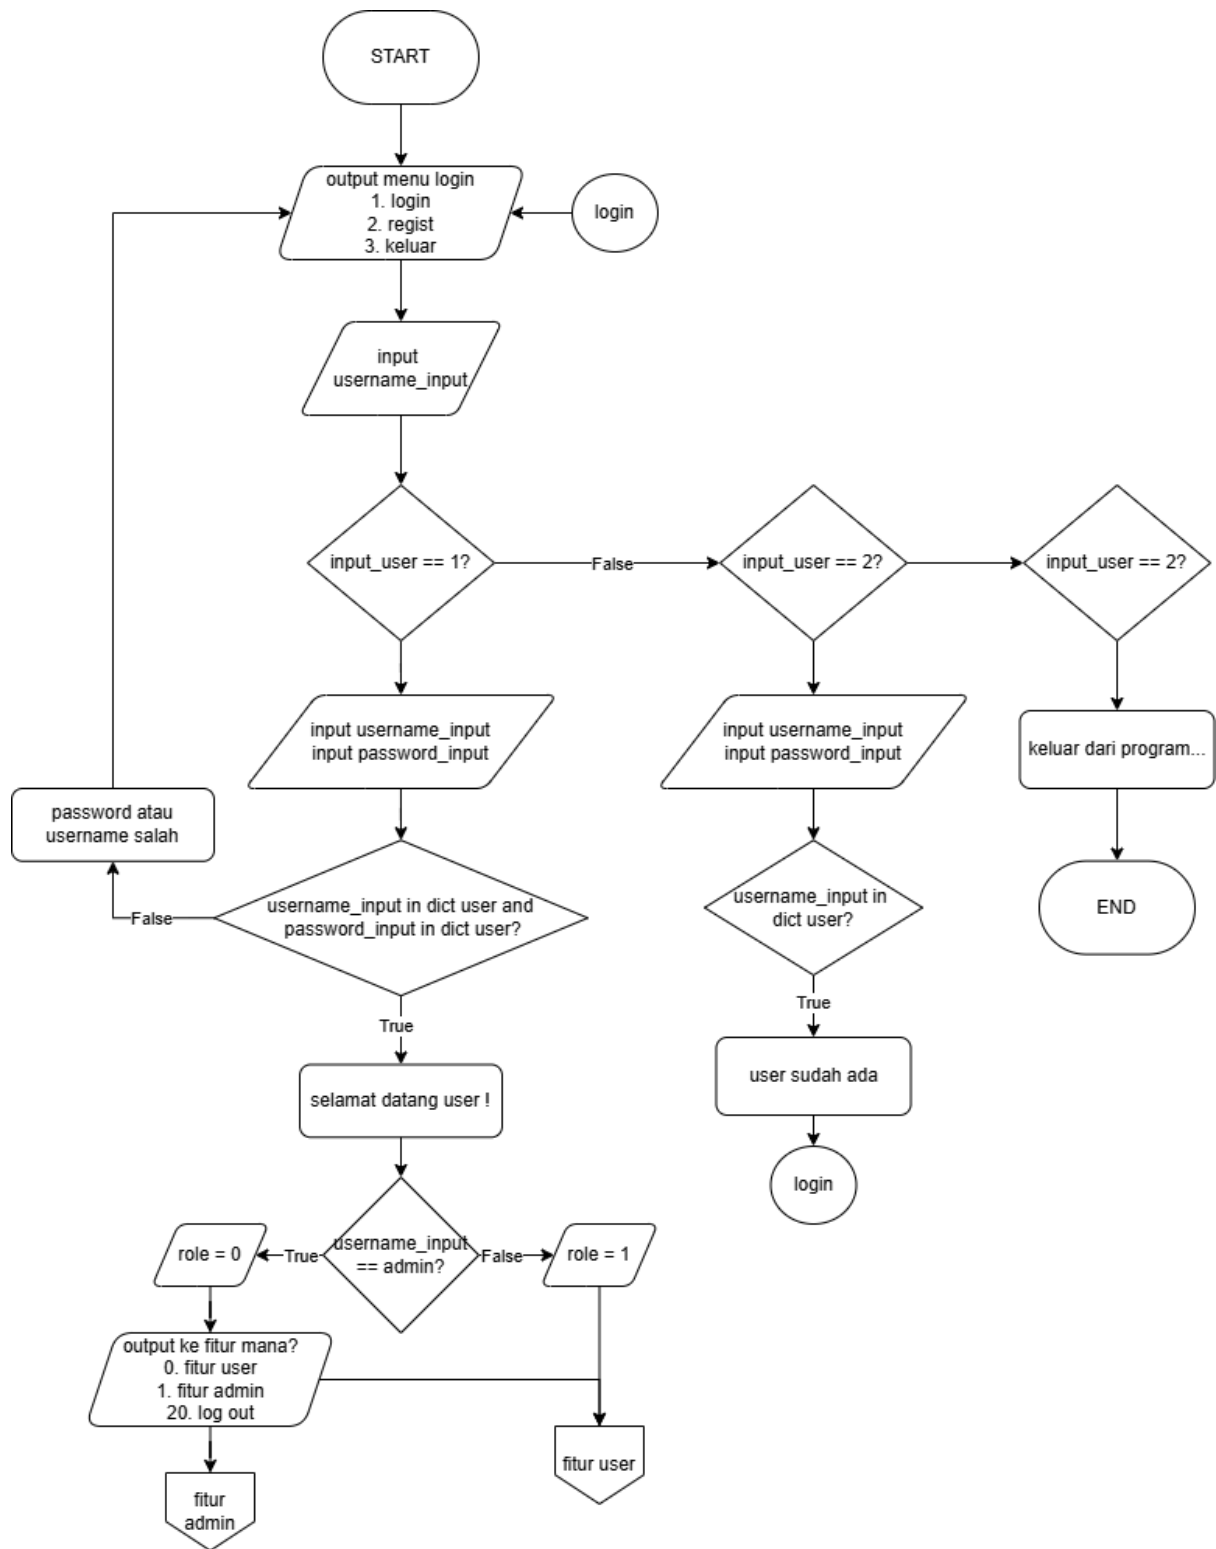 START
output menu login
1. login
2. regist
3. keluar
login
input
username_input
input_user == 1?
False
input_user == 2?
input_user == 2?
input username_input
input password_input
input username_input
input password_input
keluar dari program...
password atau
username salah
username_input in dict user and
password_input in dict user?
False
username_input in
dict user?
END
True
True
selamat datang user !
user sudah ada
login
role = 0
True
username_input
== admin?
False
role = 1
output ke fitur mana?
0. fitur user
1. fitur admin
20. log out
fitur user
fitur
admin